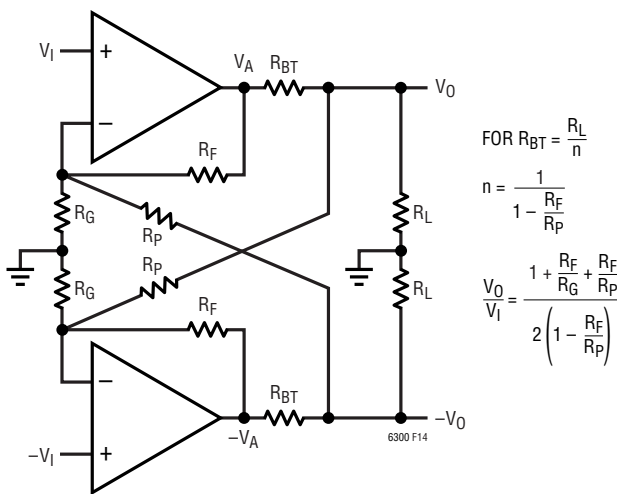 V_I
+
−
V_A
R_BT
V_O
R_F
R_G
R_P
R_P
R_G
R_F
R_L
R_L
−
+
−V_I
−V_A
R_BT
−V_O
6300 F14
FOR R_BT = R_L / n
n = 1 / (1 − R_F / R_P)
V_O / V_I = (1 + R_F / R_G + R_F / R_P) / (2 (1 − R_F / R_P))